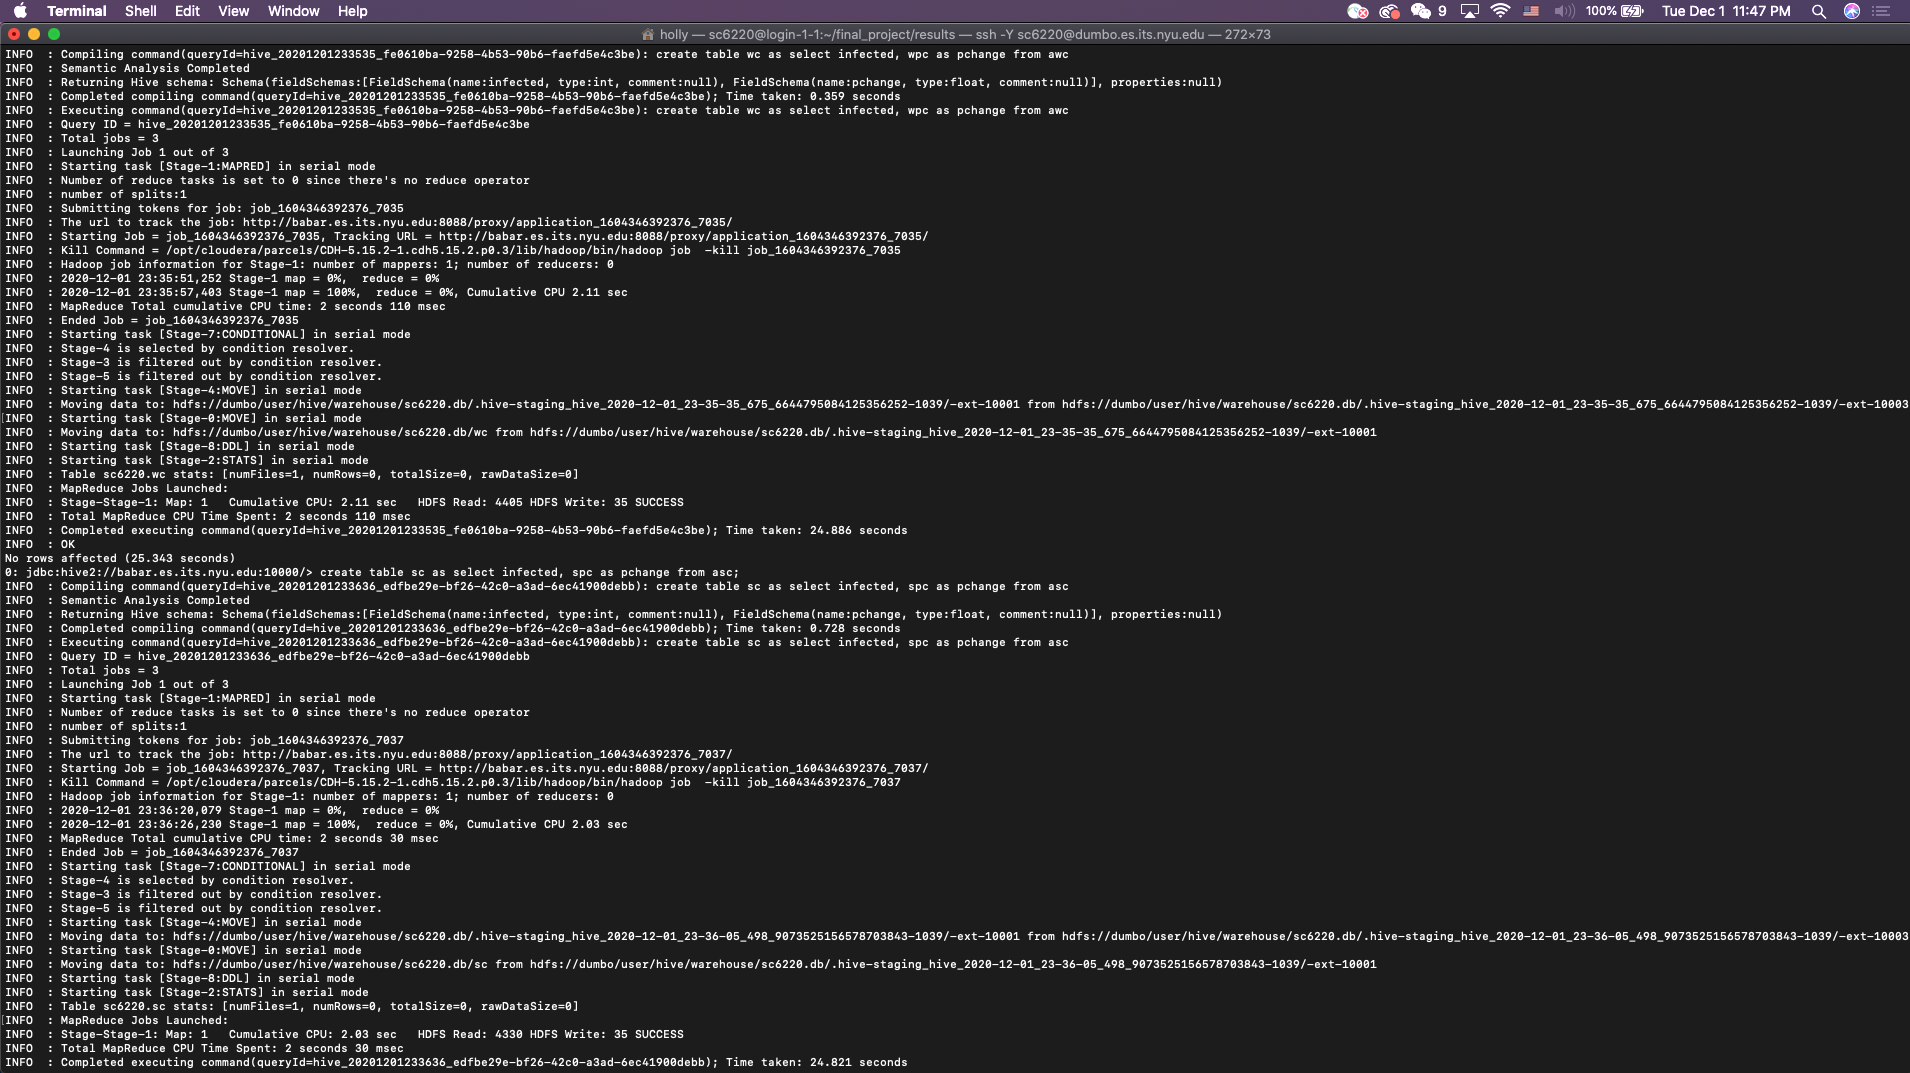 Terminal Shell Edit View Window Help 9 100% Tue Dec 1 11:47 PM
holly — sc6220@login-1-1:~/final_project/results — ssh -Y sc6220@dumbo.es.its.nyu.edu — 272×73
INFO : Compiling command(queryId=hive_20201201233535_fe0610ba-9258-4b53-90b6-faefd5e4c3be): create table wc as select infected, wpc as pchange from awc
INFO : Semantic Analysis Completed
INFO : Returning Hive schema: Schema(fieldSchemas:[FieldSchema(name:infected, type:int, comment:null), FieldSchema(name:pchange, type:float, comment:null)], properties:null)
INFO : Completed compiling command(queryId=hive_20201201233535_fe0610ba-9258-4b53-90b6-faefd5e4c3be); Time taken: 0.359 seconds
INFO : Executing command(queryId=hive_20201201233535_fe0610ba-9258-4b53-90b6-faefd5e4c3be): create table wc as select infected, wpc as pchange from awc
INFO : Query ID = hive_20201201233535_fe0610ba-9258-4b53-90b6-faefd5e4c3be
INFO : Total jobs = 3
INFO : Launching Job 1 out of 3
INFO : Starting task [Stage-1:MAPRED] in serial mode
INFO : Number of reduce tasks is set to 0 since there's no reduce operator
INFO : number of splits:1
INFO : Submitting tokens for job: job_1604346392376_7035
INFO : The url to track the job: http://babar.es.its.nyu.edu:8088/proxy/application_1604346392376_7035/
INFO : Starting Job = job_1604346392376_7035, Tracking URL = http://babar.es.its.nyu.edu:8088/proxy/application_1604346392376_7035/
INFO : Kill Command = /opt/cloudera/parcels/CDH-5.15.2-1.cdh5.15.2.p0.3/lib/hadoop/bin/hadoop job -kill job_1604346392376_7035
INFO : Hadoop job information for Stage-1: number of mappers: 1; number of reducers: 0
INFO : 2020-12-01 23:35:51,252 Stage-1 map = 0%, reduce = 0%
INFO : 2020-12-01 23:35:57,403 Stage-1 map = 100%, reduce = 0%, Cumulative CPU 2.11 sec
INFO : MapReduce Total cumulative CPU time: 2 seconds 110 msec
INFO : Ended Job = job_1604346392376_7035
INFO : Starting task [Stage-7:CONDITIONAL] in serial mode
INFO : Stage-4 is selected by condition resolver.
INFO : Stage-3 is filtered out by condition resolver.
INFO : Stage-5 is filtered out by condition resolver.
INFO : Starting task [Stage-4:MOVE] in serial mode
INFO : Moving data to: hdfs://dumbo/user/hive/warehouse/sc6220.db/.hive-staging_hive_2020-12-01_23-35-35_675_6644795084125356252-1039/-ext-10001 from hdfs://dumbo/user/hive/warehouse/sc6220.db/.hive-staging_hive_2020-12-01_23-35-35_675_6644795084125356252-1039/-ext-10003
[INFO : Starting task [Stage-0:MOVE] in serial mode
INFO : Moving data to: hdfs://dumbo/user/hive/warehouse/sc6220.db/wc from hdfs://dumbo/user/hive/warehouse/sc6220.db/.hive-staging_hive_2020-12-01_23-35-35_675_6644795084125356252-1039/-ext-10001
INFO : Starting task [Stage-8:DDL] in serial mode
INFO : Starting task [Stage-2:STATS] in serial mode
INFO : Table sc6220.wc stats: [numFiles=1, numRows=0, totalSize=0, rawDataSize=0]
INFO : MapReduce Jobs Launched:
INFO : Stage-Stage-1: Map: 1 Cumulative CPU: 2.11 sec HDFS Read: 4405 HDFS Write: 35 SUCCESS
INFO : Total MapReduce CPU Time Spent: 2 seconds 110 msec
INFO : Completed executing command(queryId=hive_20201201233535_fe0610ba-9258-4b53-90b6-faefd5e4c3be); Time taken: 24.886 seconds
INFO : OK
No rows affected (25.343 seconds)
0: jdbc:hive2://babar.es.its.nyu.edu:10000/> create table sc as select infected, spc as pchange from asc;
INFO : Compiling command(queryId=hive_20201201233636_edfbe29e-bf26-42c0-a3ad-6ec41900debb): create table sc as select infected, spc as pchange from asc
INFO : Semantic Analysis Completed
INFO : Returning Hive schema: Schema(fieldSchemas:[FieldSchema(name:infected, type:int, comment:null), FieldSchema(name:pchange, type:float, comment:null)], properties:null)
INFO : Completed compiling command(queryId=hive_20201201233636_edfbe29e-bf26-42c0-a3ad-6ec41900debb); Time taken: 0.728 seconds
INFO : Executing command(queryId=hive_20201201233636_edfbe29e-bf26-42c0-a3ad-6ec41900debb): create table sc as select infected, spc as pchange from asc
INFO : Query ID = hive_20201201233636_edfbe29e-bf26-42c0-a3ad-6ec41900debb
INFO : Total jobs = 3
INFO : Launching Job 1 out of 3
INFO : Starting task [Stage-1:MAPRED] in serial mode
INFO : Number of reduce tasks is set to 0 since there's no reduce operator
INFO : number of splits:1
INFO : Submitting tokens for job: job_1604346392376_7037
INFO : The url to track the job: http://babar.es.its.nyu.edu:8088/proxy/application_1604346392376_7037/
INFO : Starting Job = job_1604346392376_7037, Tracking URL = http://babar.es.its.nyu.edu:8088/proxy/application_1604346392376_7037/
INFO : Kill Command = /opt/cloudera/parcels/CDH-5.15.2-1.cdh5.15.2.p0.3/lib/hadoop/bin/hadoop job -kill job_1604346392376_7037
INFO : Hadoop job information for Stage-1: number of mappers: 1; number of reducers: 0
INFO : 2020-12-01 23:36:20,079 Stage-1 map = 0%, reduce = 0%
INFO : 2020-12-01 23:36:26,230 Stage-1 map = 100%, reduce = 0%, Cumulative CPU 2.03 sec
INFO : MapReduce Total cumulative CPU time: 2 seconds 30 msec
INFO : Ended Job = job_1604346392376_7037
INFO : Starting task [Stage-7:CONDITIONAL] in serial mode
INFO : Stage-4 is selected by condition resolver.
INFO : Stage-3 is filtered out by condition resolver.
INFO : Stage-5 is filtered out by condition resolver.
INFO : Starting task [Stage-4:MOVE] in serial mode
INFO : Moving data to: hdfs://dumbo/user/hive/warehouse/sc6220.db/.hive-staging_hive_2020-12-01_23-36-05_498_9073525156578703843-1039/-ext-10001 from hdfs://dumbo/user/hive/warehouse/sc6220.db/.hive-staging_hive_2020-12-01_23-36-05_498_9073525156578703843-1039/-ext-10003
INFO : Starting task [Stage-0:MOVE] in serial mode
INFO : Moving data to: hdfs://dumbo/user/hive/warehouse/sc6220.db/sc from hdfs://dumbo/user/hive/warehouse/sc6220.db/.hive-staging_hive_2020-12-01_23-36-05_498_9073525156578703843-1039/-ext-10001
INFO : Starting task [Stage-8:DDL] in serial mode
INFO : Starting task [Stage-2:STATS] in serial mode
INFO : Table sc6220.sc stats: [numFiles=1, numRows=0, totalSize=0, rawDataSize=0]
[INFO : MapReduce Jobs Launched:
INFO : Stage-Stage-1: Map: 1 Cumulative CPU: 2.03 sec HDFS Read: 4330 HDFS Write: 35 SUCCESS
INFO : Total MapReduce CPU Time Spent: 2 seconds 30 msec
INFO : Completed executing command(queryId=hive_20201201233636_edfbe29e-bf26-42c0-a3ad-6ec41900debb); Time taken: 24.821 seconds